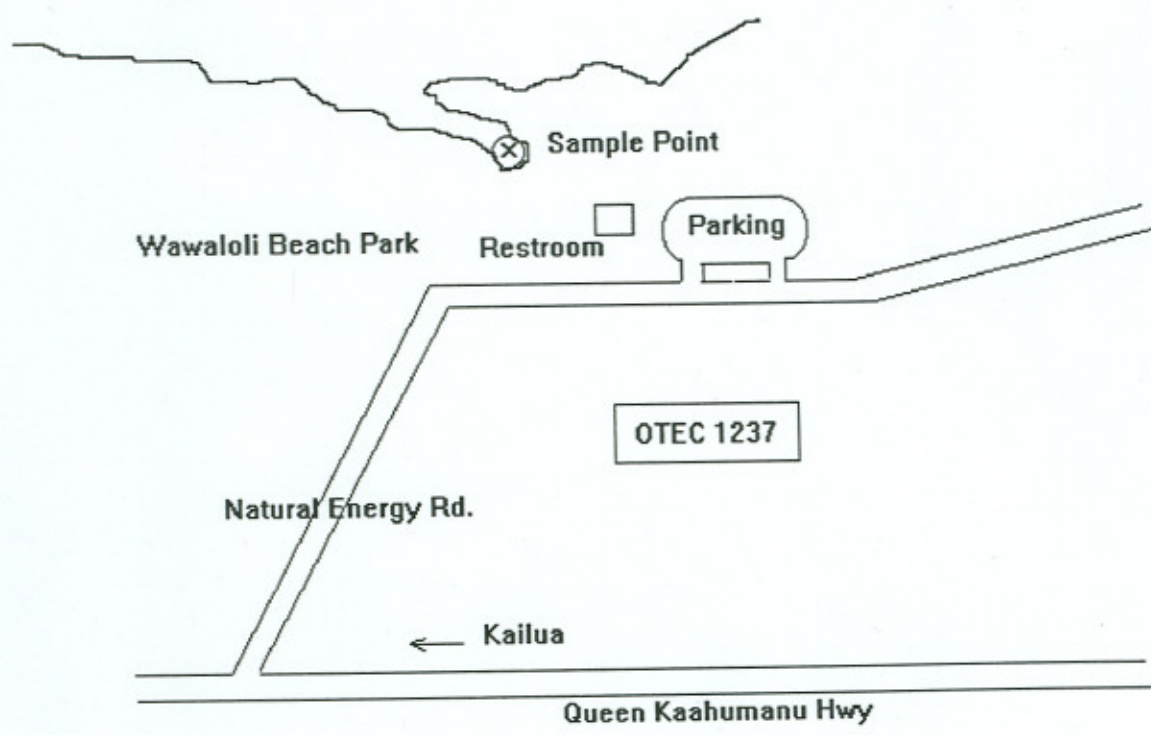 Sample Point
Parking
Wawaloli Beach Park
Restroom
OTEC 1237
Natural Energy Rd.
Kailua
Queen Kaahumanu Hwy